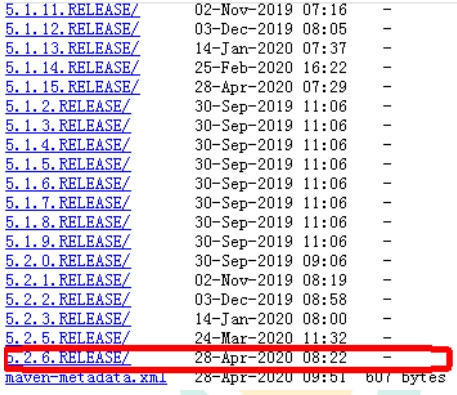 5.1.11.RELEASE/ 02-Nov-2019 07:16 -
5.1.12.RELEASE/ 03-Dec-2019 08:05 -
5.1.13.RELEASE/ 14-Jan-2020 07:37 -
5.1.14.RELEASE/ 25-Feb-2020 16:22 -
5.1.15.RELEASE/ 28-Apr-2020 07:29 -
5.1.2.RELEASE/ 30-Sep-2019 11:06 -
5.1.3.RELEASE/ 30-Sep-2019 11:06 -
5.1.4.RELEASE/ 30-Sep-2019 11:06 -
5.1.5.RELEASE/ 30-Sep-2019 11:06 -
5.1.6.RELEASE/ 30-Sep-2019 11:06 -
5.1.7.RELEASE/ 30-Sep-2019 11:06 -
5.1.8.RELEASE/ 30-Sep-2019 11:06 -
5.1.9.RELEASE/ 30-Sep-2019 11:06 -
5.2.0.RELEASE/ 30-Sep-2019 09:06 -
5.2.1.RELEASE/ 02-Nov-2019 08:19 -
5.2.2.RELEASE/ 03-Dec-2019 08:58 -
5.2.3.RELEASE/ 14-Jan-2020 08:00 -
5.2.5.RELEASE/ 24-Mar-2020 11:32 -
5.2.6.RELEASE/ 28-Apr-2020 08:22 -
maven-metadata.xml 28-Apr-2020 09:51 607 bytes